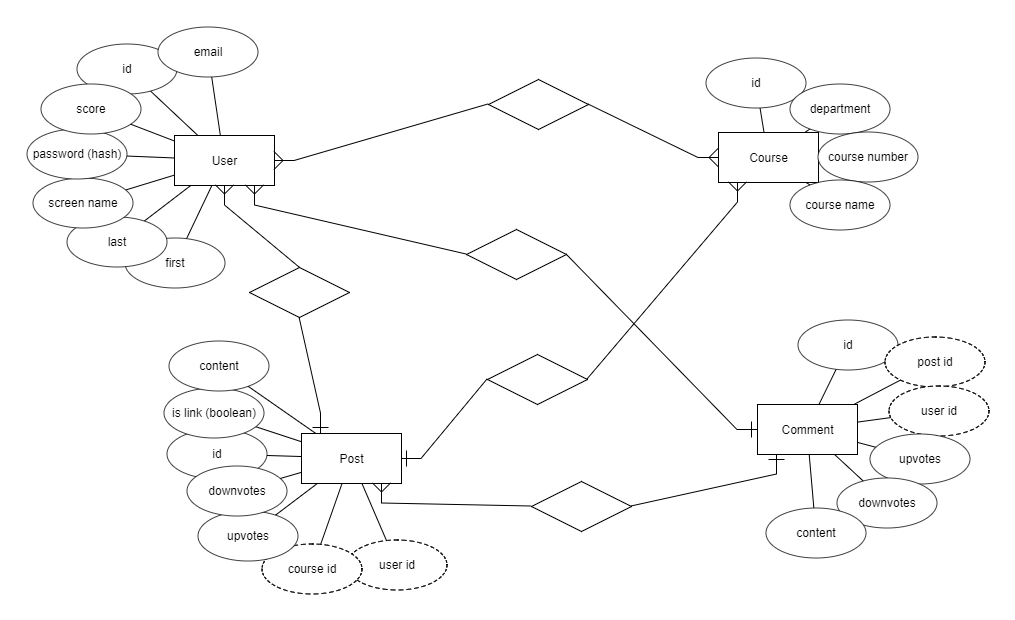 email
id
score
password (hash)
screen name
last
first
User
id
department
course number
course name
Course
content
is link (boolean)
id
downvotes
upvotes
course id
user id
Post
id
post id
user id
upvotes
downvotes
content
Comment